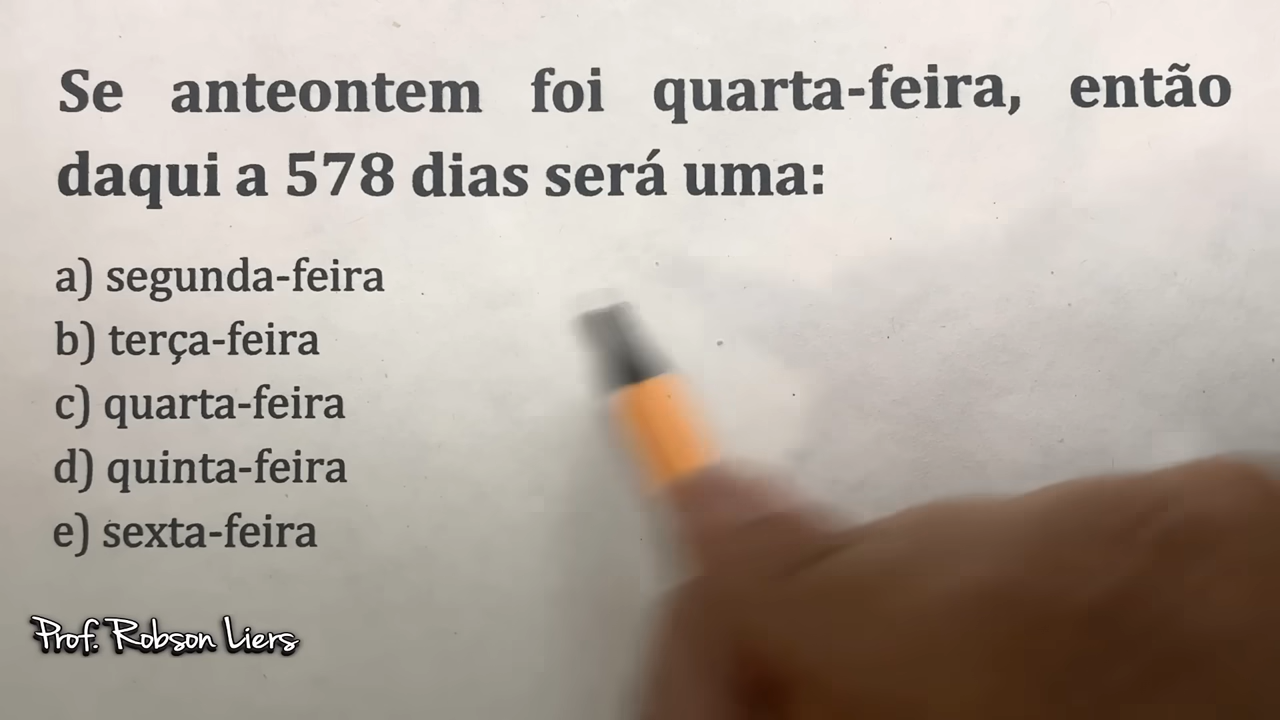 Se anteontem foi quarta-feira, então
daqui a 578 dias será uma:
a) segunda-feira
b) terça-feira
c) quarta-feira
d) quinta-feira
e) sexta-feira
Prof. Robson Liers